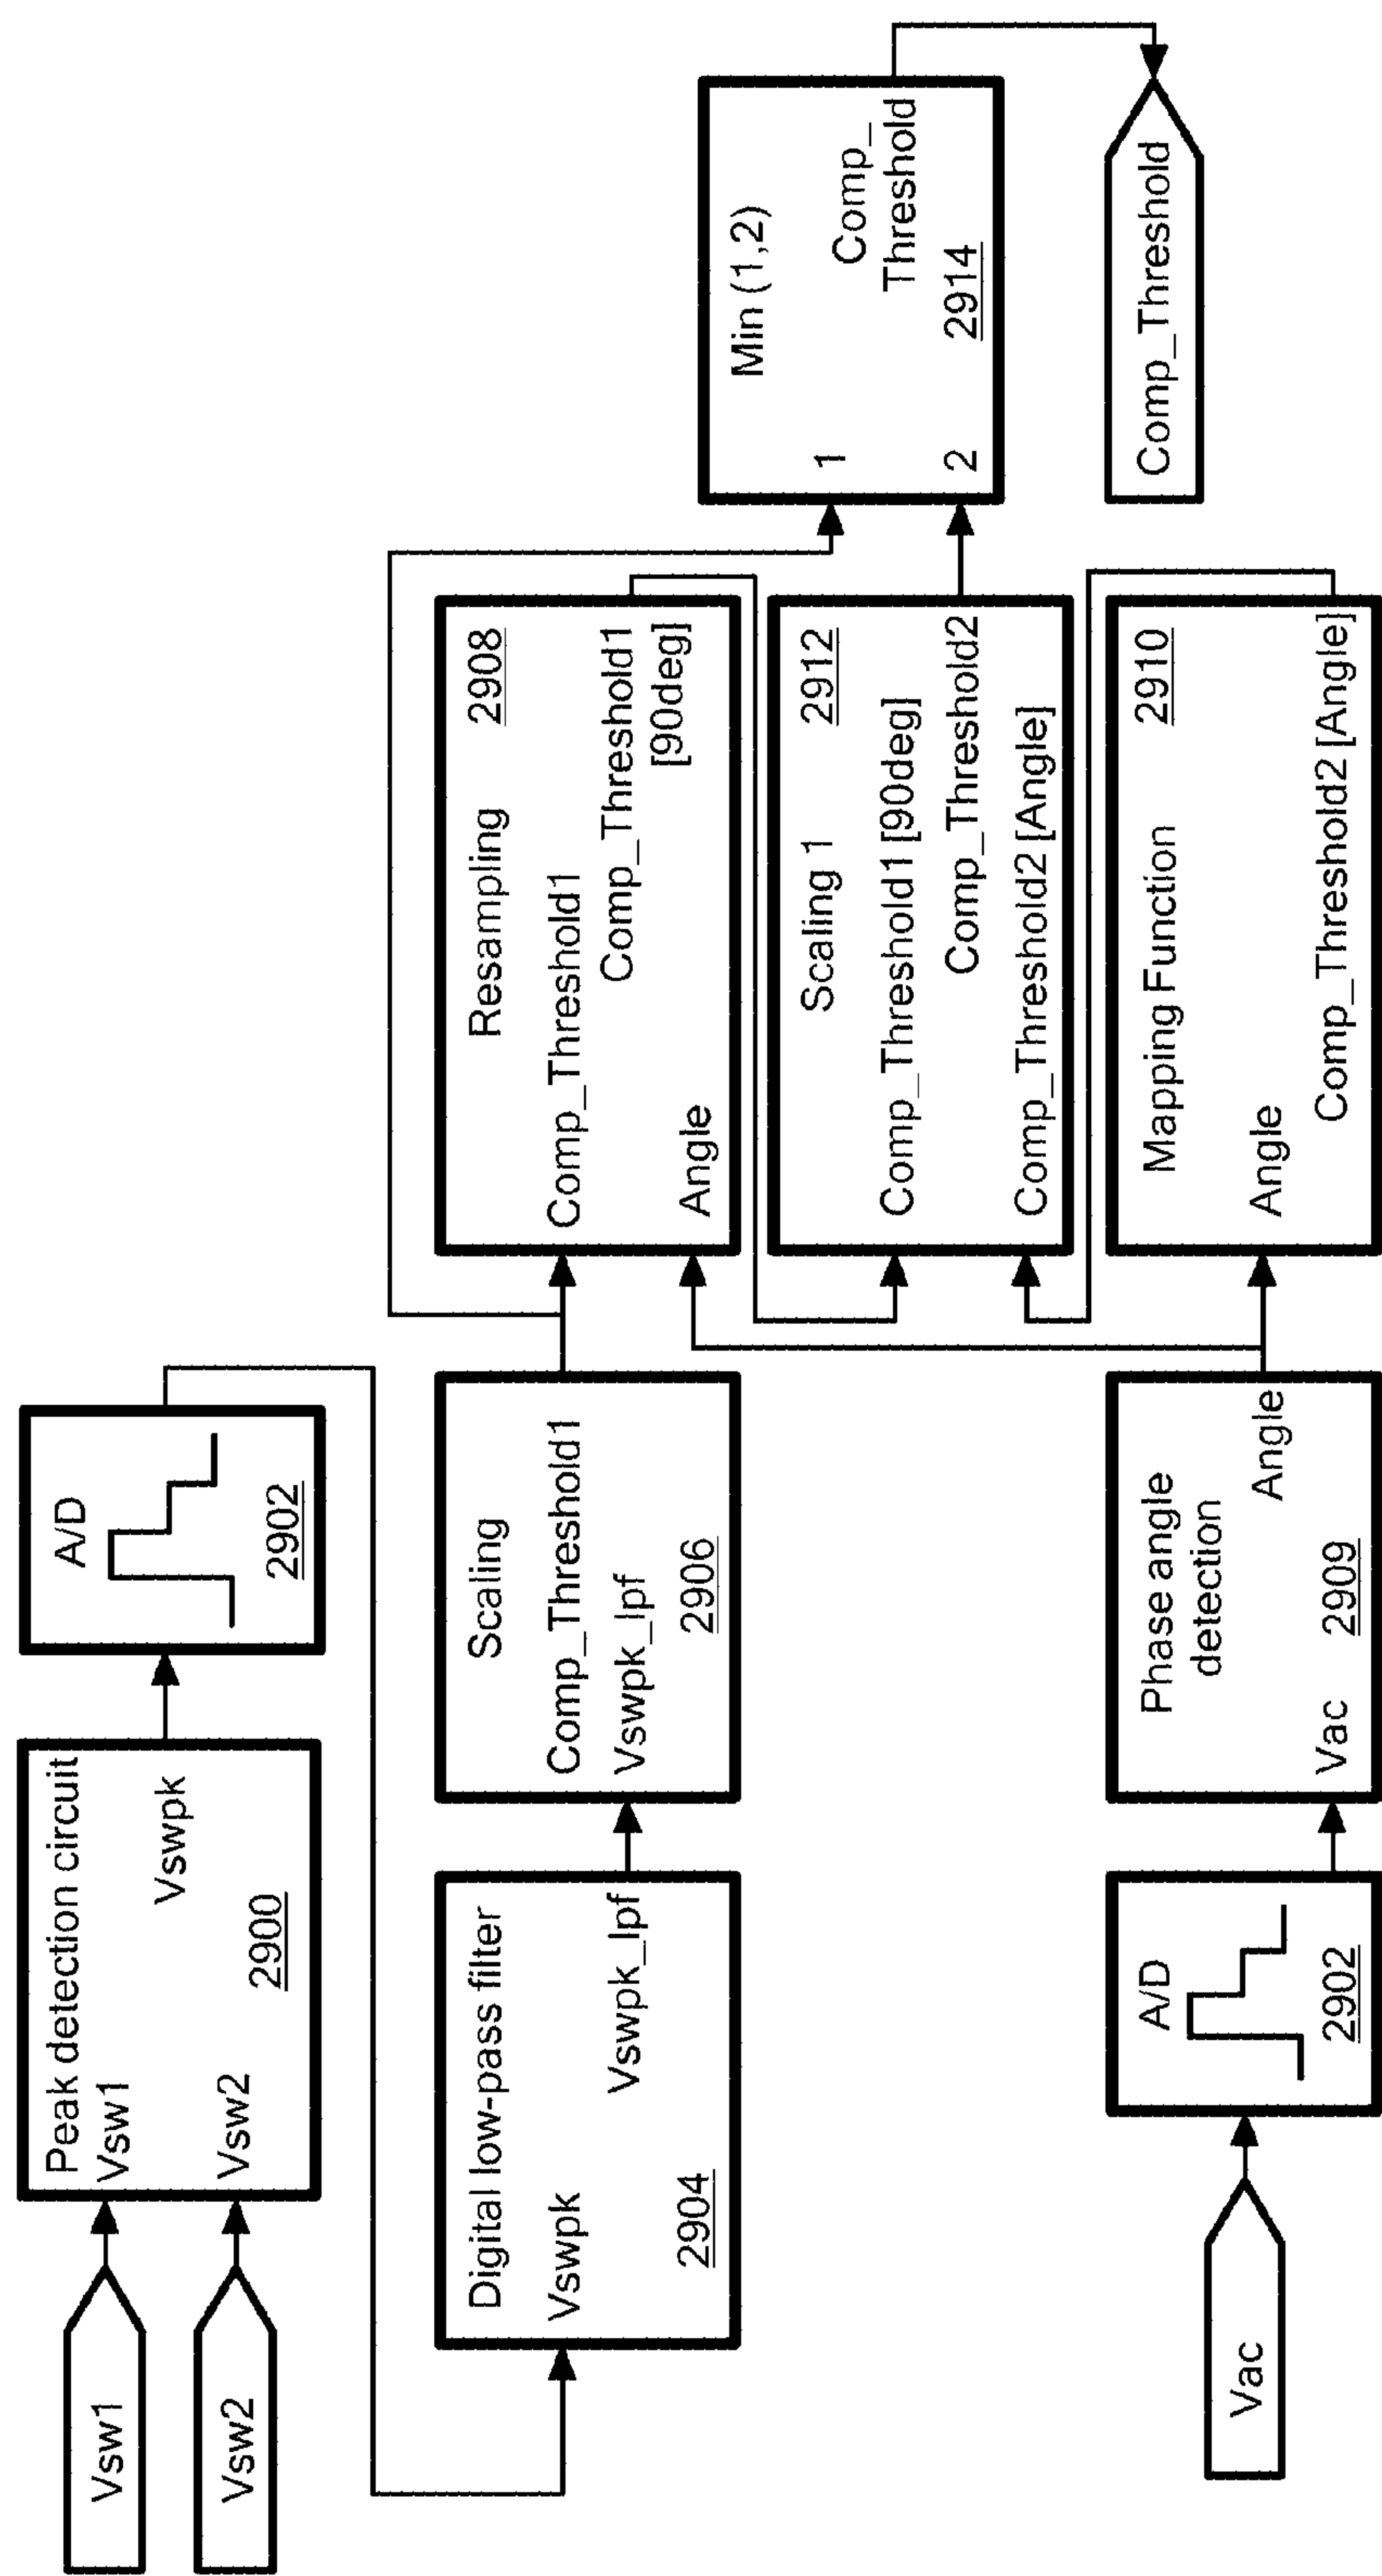 Vsw1
Vsw2
Peak detection circuit
Vsw1
Vswpk
Vsw2
2900
A/D
2902
Digital low-pass filter
Vswpk
Vswpk_lpf
2904
Scaling
Comp_Threshold1
Vswpk_lpf
2906
Resampling
2908
Comp_Threshold1
Comp_Threshold1
[90deg]
Angle
Scaling 1
2912
Comp_Threshold1 [90deg]
Comp_Threshold2
Comp_Threshold2 [Angle]
Min (1,2)
1
Comp_
Threshold
2
2914
Comp_Threshold
Vac
A/D
2902
Phase angle
detection
Angle
Vac
2909
Mapping Function
2910
Angle
Comp_Threshold2 [Angle]